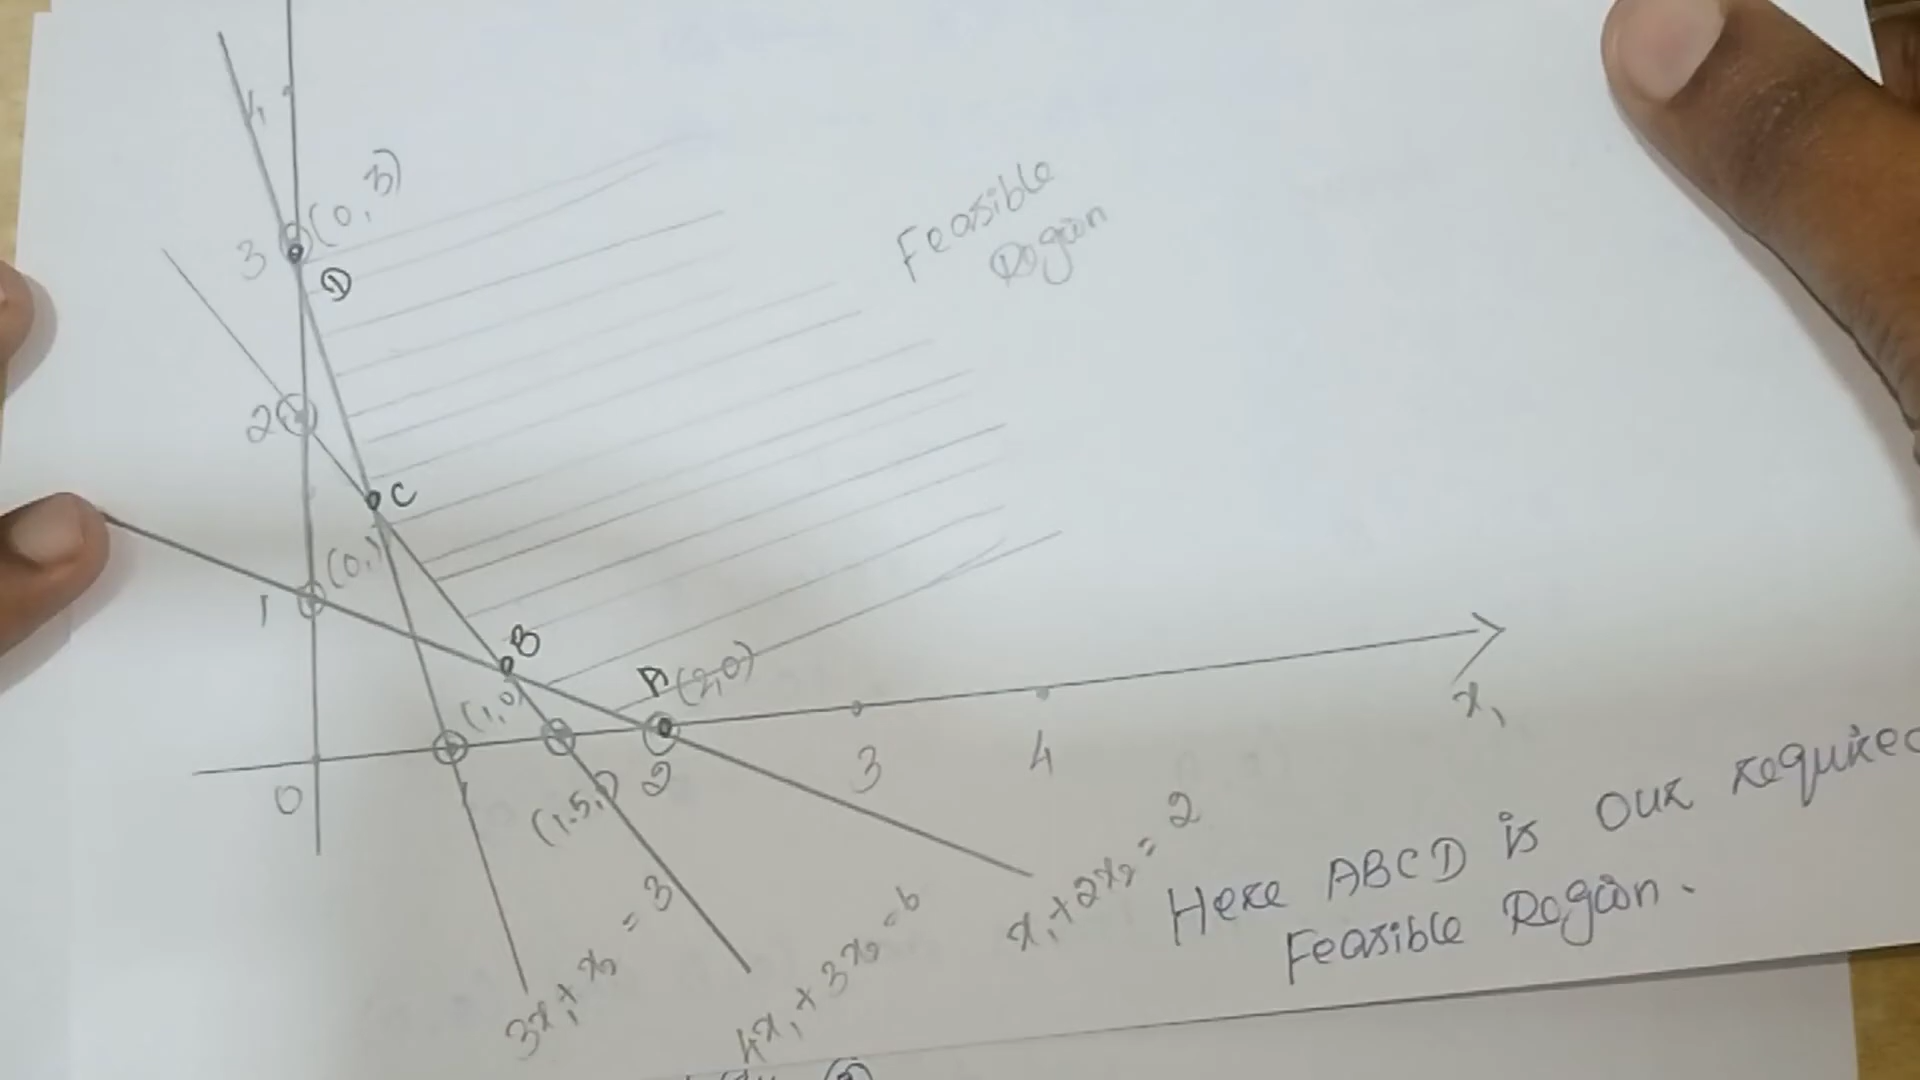 4
(0, 3)
3
D
Feasible
Region
2
C
(0,1
1
B
A (2,0)
(1,0)
0
(1.5,
2
3
4
x₁
3x₁+x₂ = 3
4x₁+3x₂=6
x₁+2x₂ = 2
Here ABCD is our required
Feasible Region.